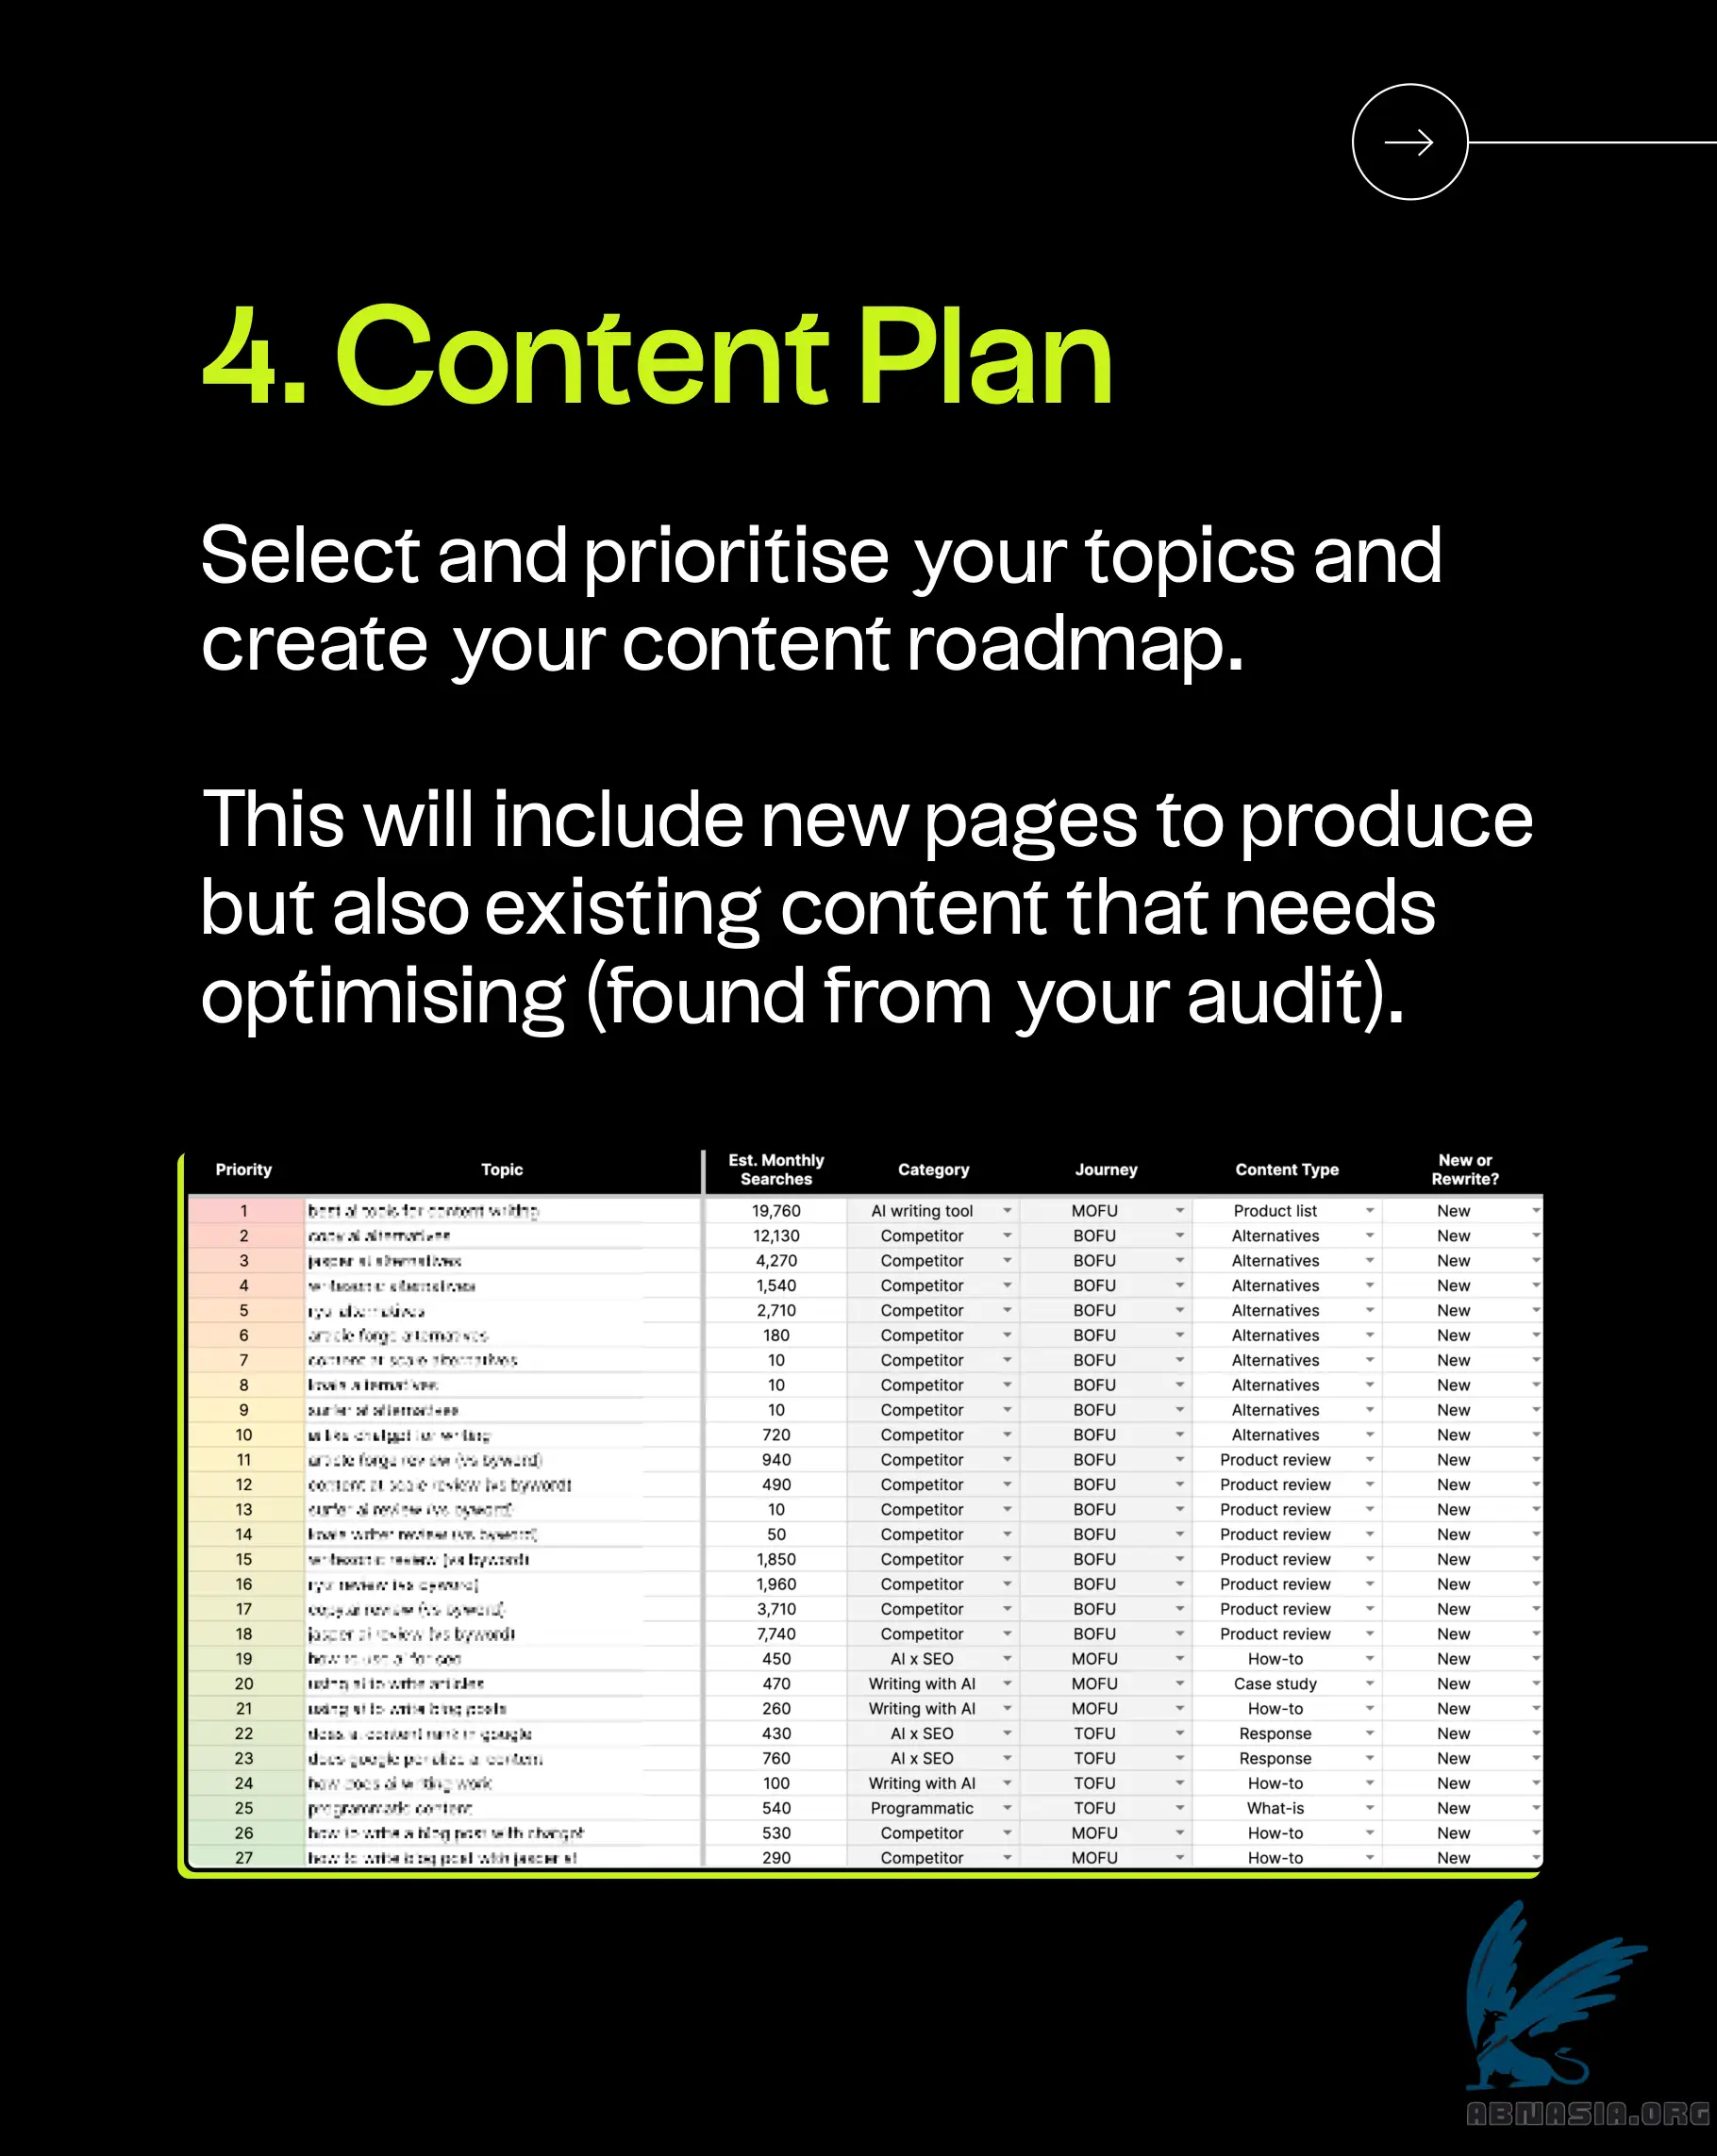 4. Content Plan
Select and prioritise your topics and
create your content roadmap.
This will include new pages to produce
but also existing content that needs
optimising (found from your audit).
Priority Topic Est. Monthly Searches Category Journey Content Type New or Rewrite?
1 best ai tools for content writing 19,760 AI writing tool MOFU Product list New
2 copy ai alternatives 12,130 Competitor BOFU Alternatives New
3 jasper ai alternatives 4,270 Competitor BOFU Alternatives New
4 alternatives 1,540 Competitor BOFU Alternatives New
5 alternatives 2,710 Competitor BOFU Alternatives New
6 article forge alternatives 180 Competitor BOFU Alternatives New
7 content at scale alternatives 10 Competitor BOFU Alternatives New
8 alternatives 10 Competitor BOFU Alternatives New
9 surfer ai alternatives 10 Competitor BOFU Alternatives New
10 writing 720 Competitor BOFU Alternatives New
11 article forge review (vs byword) 940 Competitor BOFU Product review New
12 content at scale review (vs byword) 490 Competitor BOFU Product review New
13 surfer ai review (vs byword) 10 Competitor BOFU Product review New
14 writer review (vs byword) 50 Competitor BOFU Product review New
15 review (vs byword) 1,850 Competitor BOFU Product review New
16 review (vs byword) 1,960 Competitor BOFU Product review New
17 copy ai review (vs byword) 3,710 Competitor BOFU Product review New
18 jasper ai review (vs byword) 7,740 Competitor BOFU Product review New
19 how to use ai for seo 450 AI x SEO MOFU How-to New
20 using ai to write articles 470 Writing with AI MOFU Case study New
21 using ai to write blog posts 260 Writing with AI MOFU How-to New
22 does ai content rank in google 430 AI x SEO TOFU Response New
23 does google penalize ai content 760 AI x SEO TOFU Response New
24 how does ai writing work 100 Writing with AI TOFU How-to New
25 programmatic content 540 Programmatic TOFU What-is New
26 how to write a blog post with 530 Competitor MOFU How-to New
27 how to write blog post with jasper ai 290 Competitor MOFU How-to New
ABNASIA.ORG